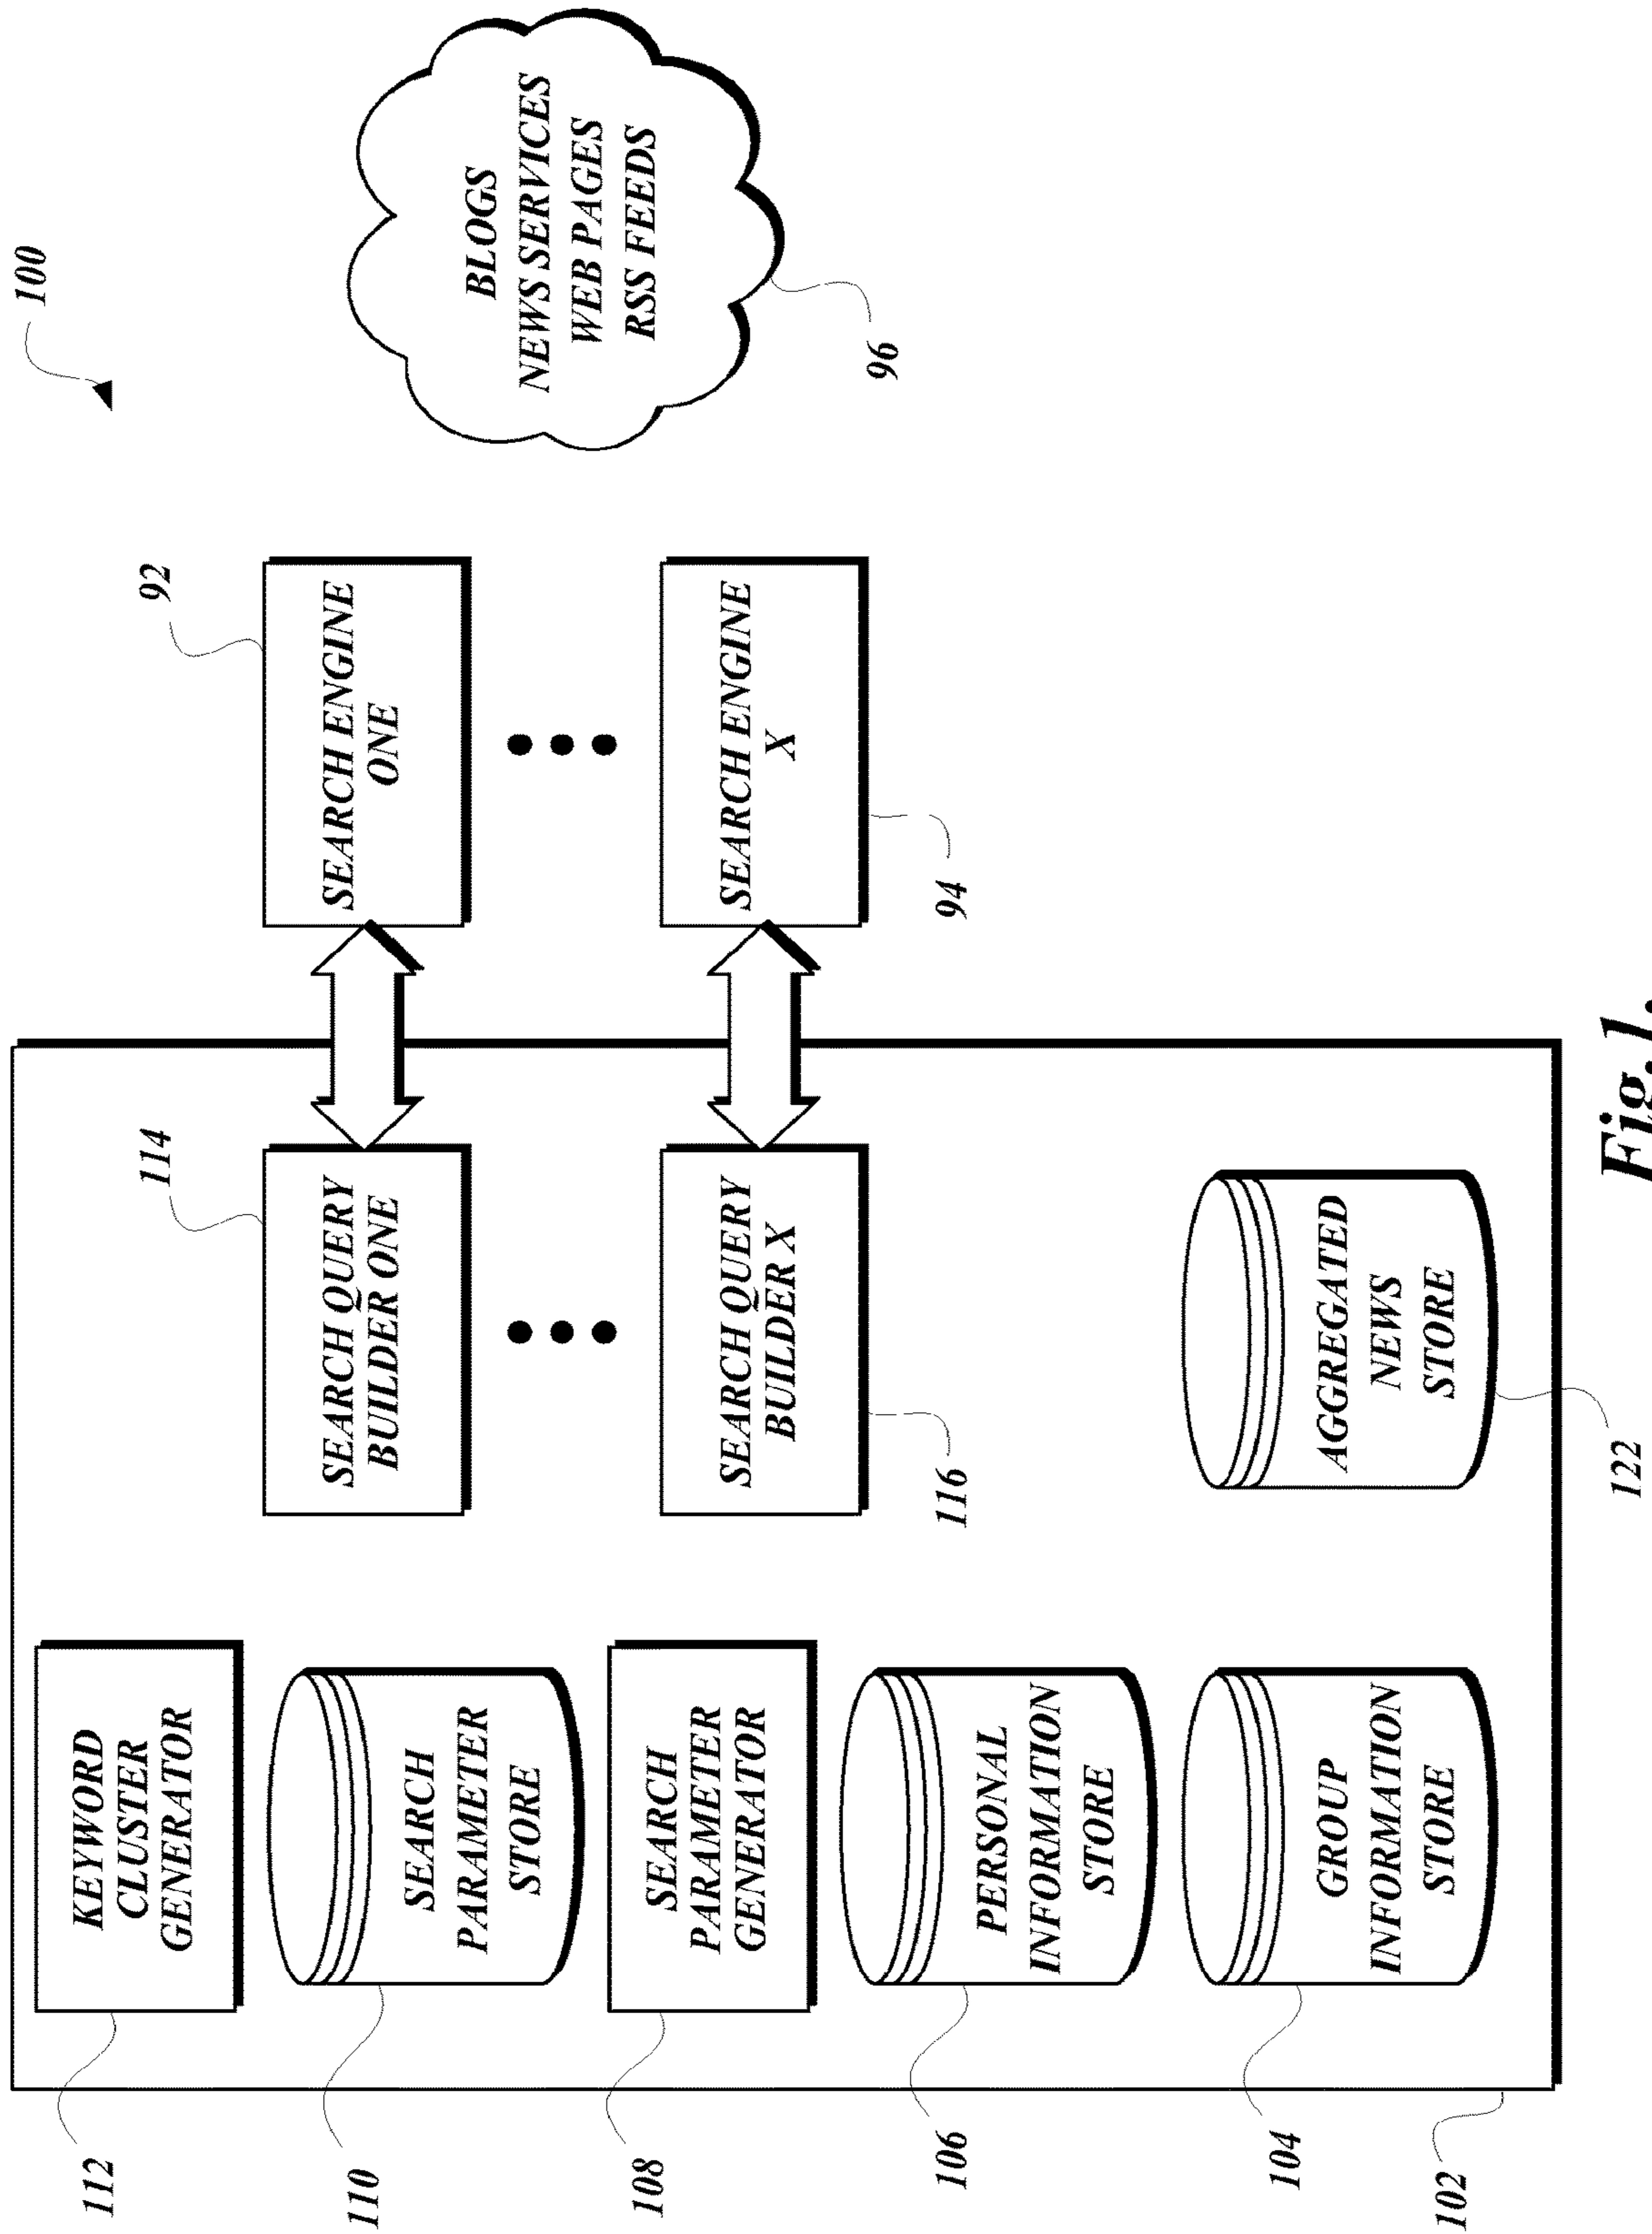 100
112
KEYWORD
CLUSTER
GENERATOR
114
SEARCH QUERY
BUILDER ONE
92
SEARCH ENGINE
ONE
BLOGS
NEWS SERVICES
WEB PAGES
RSS FEEDS
96
110
SEARCH
PARAMETER
STORE
108
SEARCH
PARAMETER
GENERATOR
SEARCH QUERY
BUILDER X
116
SEARCH ENGINE
X
94
106
PERSONAL
INFORMATION
STORE
104
GROUP
INFORMATION
STORE
AGGREGATED
NEWS
STORE
122
102
Fig.1.